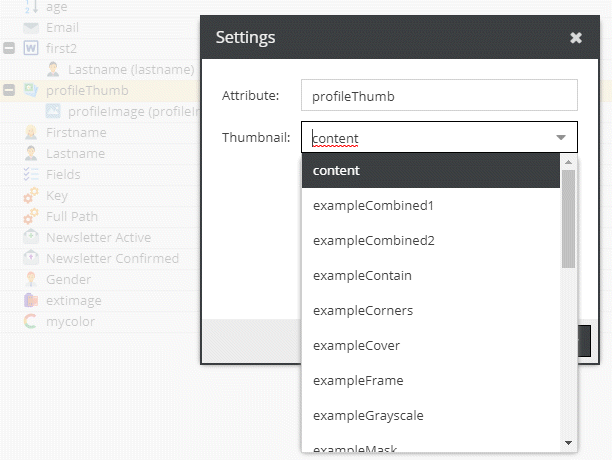 age
Email
first2
Lastname (lastname)
profileThumb
profileImage (profileIm
Firstname
Lastname
Fields
Key
Full Path
Newsletter Active
Newsletter Confirmed
Gender
extimage
mycolor
Settings
Attribute:
profileThumb
Thumbnail:
content
content
exampleCombined1
exampleCombined2
exampleContain
exampleCorners
exampleCover
exampleFrame
exampleGrayscale
exampleMask